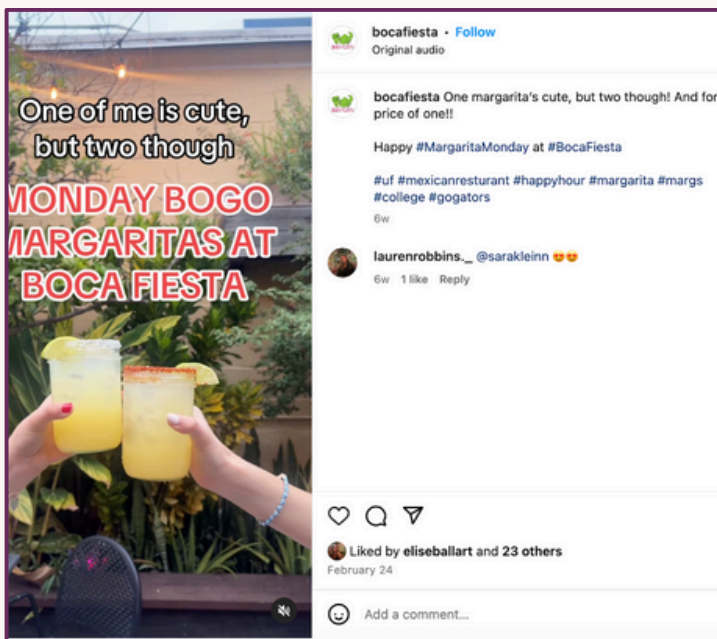 One of me is cute,
but two though
MONDAY BOGO
MARGARITAS AT
BOCA FIESTA
bocafiesta • Follow
Original audio
bocafiesta One margarita's cute, but two though! And for
price of one!!
Happy #MargaritaMonday at #BocaFiesta
#uf #mexicanresturant #happyhour #margarita #margs
#college #gogators
6w
laurenrobbins._ @sarakleinn 😍😍
6w 1 like Reply
Liked by eliseballart and 23 others
February 24
Add a comment...